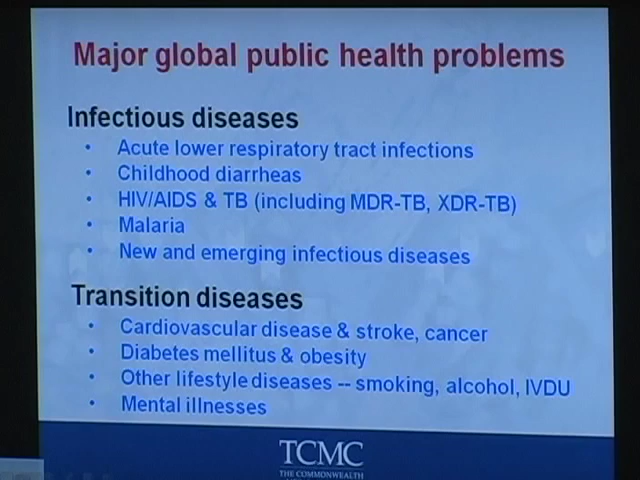 Major global public health problems
Infectious diseases
• Acute lower respiratory tract infections
• Childhood diarrheas
• HIV/AIDS & TB (including MDR-TB, XDR-TB)
• Malaria
• New and emerging infectious diseases
Transition diseases
• Cardiovascular disease & stroke, cancer
• Diabetes mellitus & obesity
• Other lifestyle diseases -- smoking, alcohol, IVDU
• Mental illnesses
TCMC
THE COMMONWEALTH